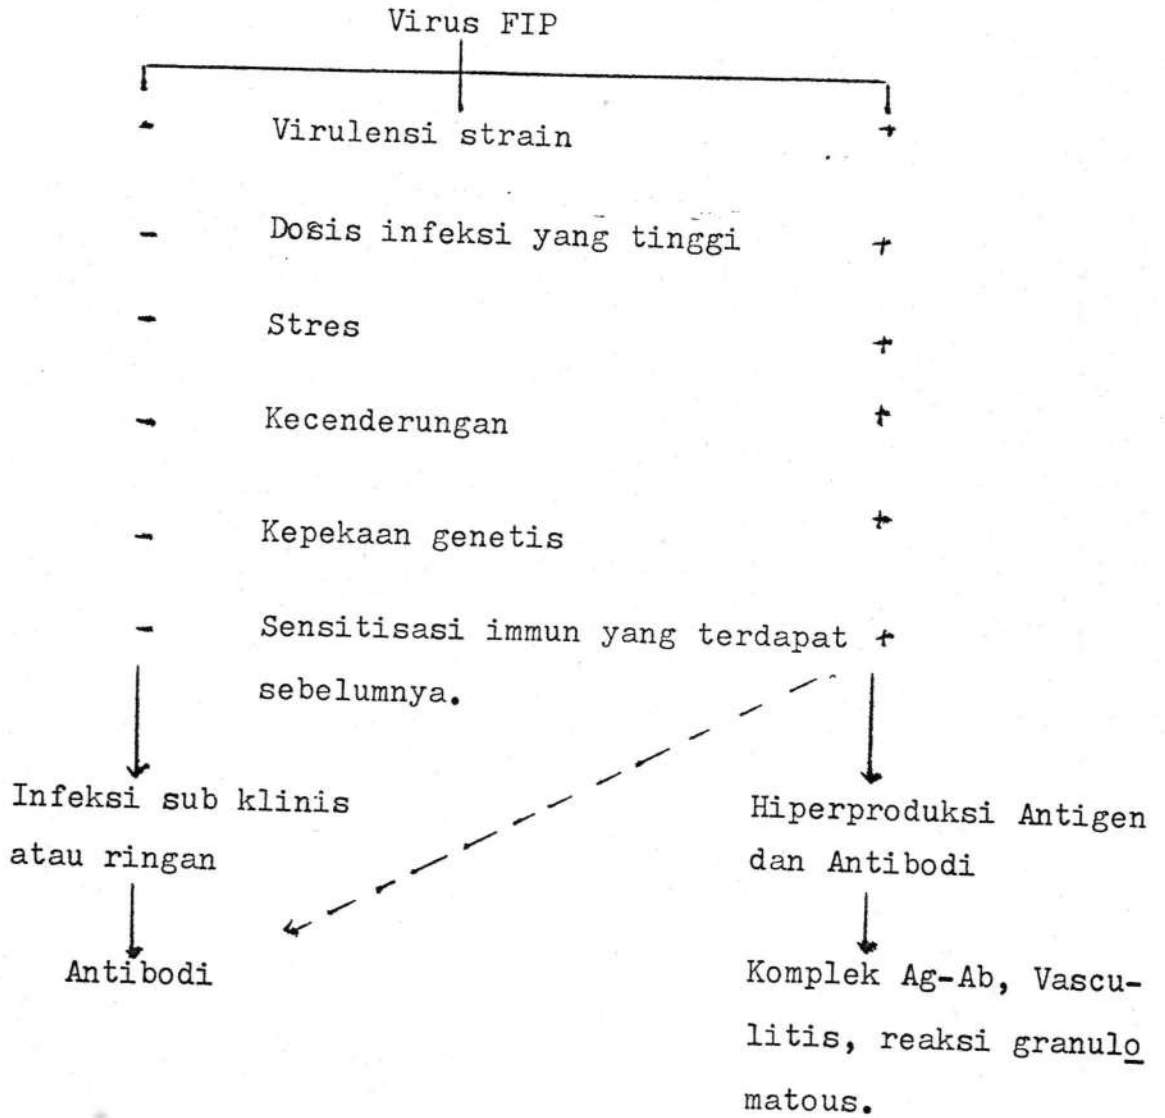 Virus FIP
- Virulensi strain +
- Dosis infeksi yang tinggi +
- Stres +
- Kecenderungan +
- Kepekaan genetis +
- Sensitisasi immun yang terdapat +
sebelumnya.
Infeksi sub klinis
atau ringan
Antibodi
Hiperproduksi Antigen
dan Antibodi
Komplek Ag-Ab, Vascu-
litis, reaksi granulo
matous.